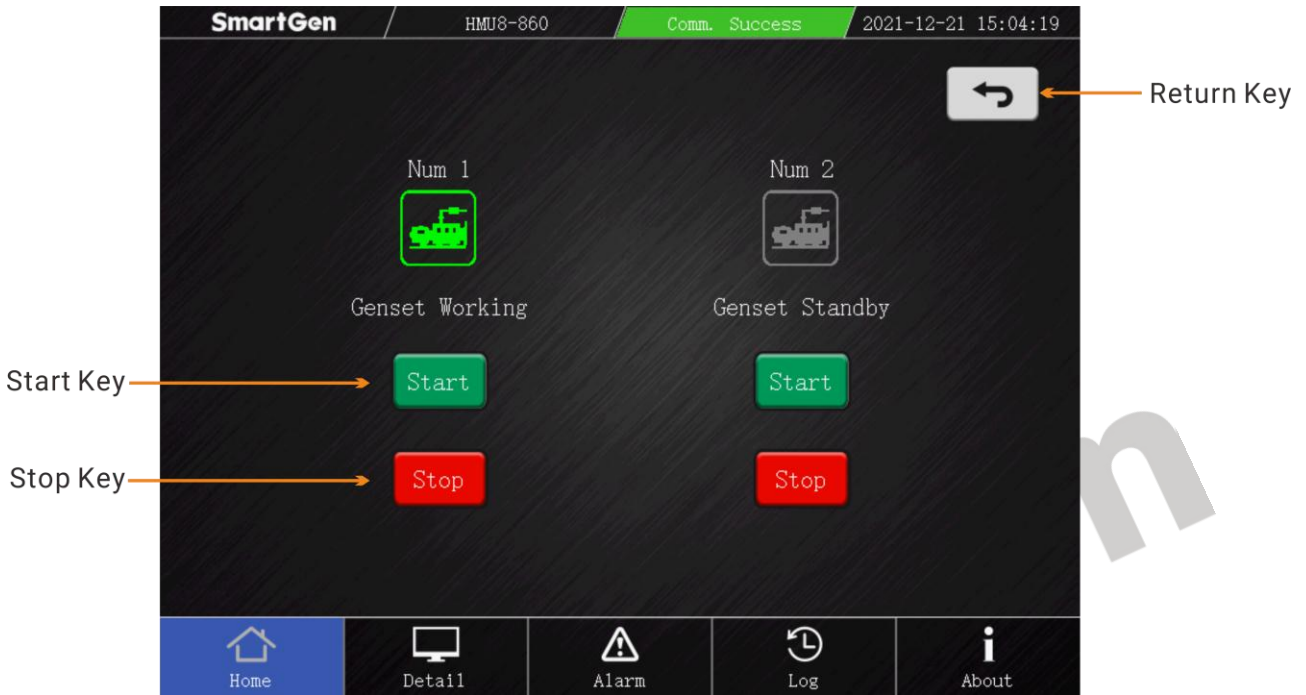 SmartGen HMU8-860 Comm. Success 2021-12-21 15:04:19
Return Key
Num 1 Num 2
Genset Working Genset Standby
Start Key Start Start
Stop Key Stop Stop
m
Home Detail Alarm Log About